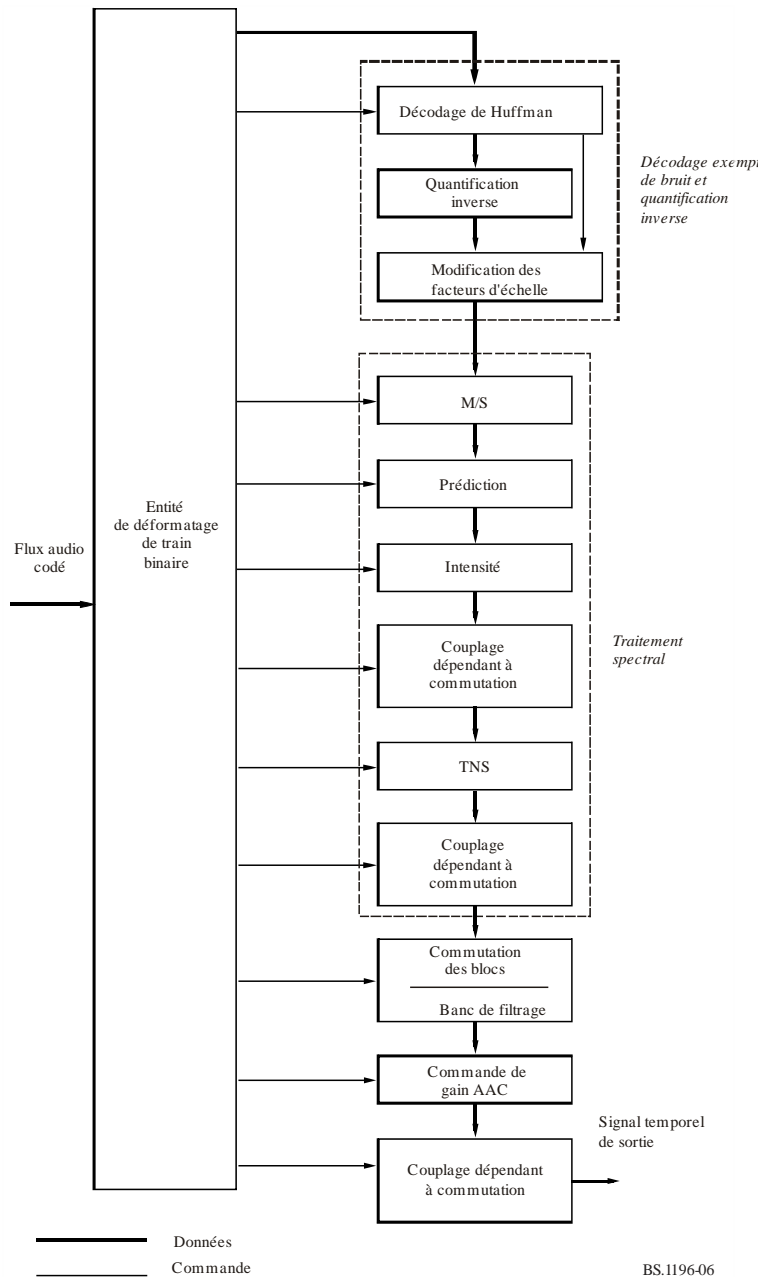 Décodage de Huffman
Quantification
inverse
Modification des
facteurs d'échelle
Décodage exempt
de bruit et
quantification
inverse
M/S
Prédiction
Intensité
Couplage
dépendant à
commutation
TNS
Couplage
dépendant à
commutation
Traitement
spectral
Entité
de déformatage
de train
binaire
Flux audio
codé
Commutation
des blocs
Banc de filtrage
Commande de
gain AAC
Couplage dépendant
à commutation
Signal temporel
de sortie
Données
Commande
BS.1196-06